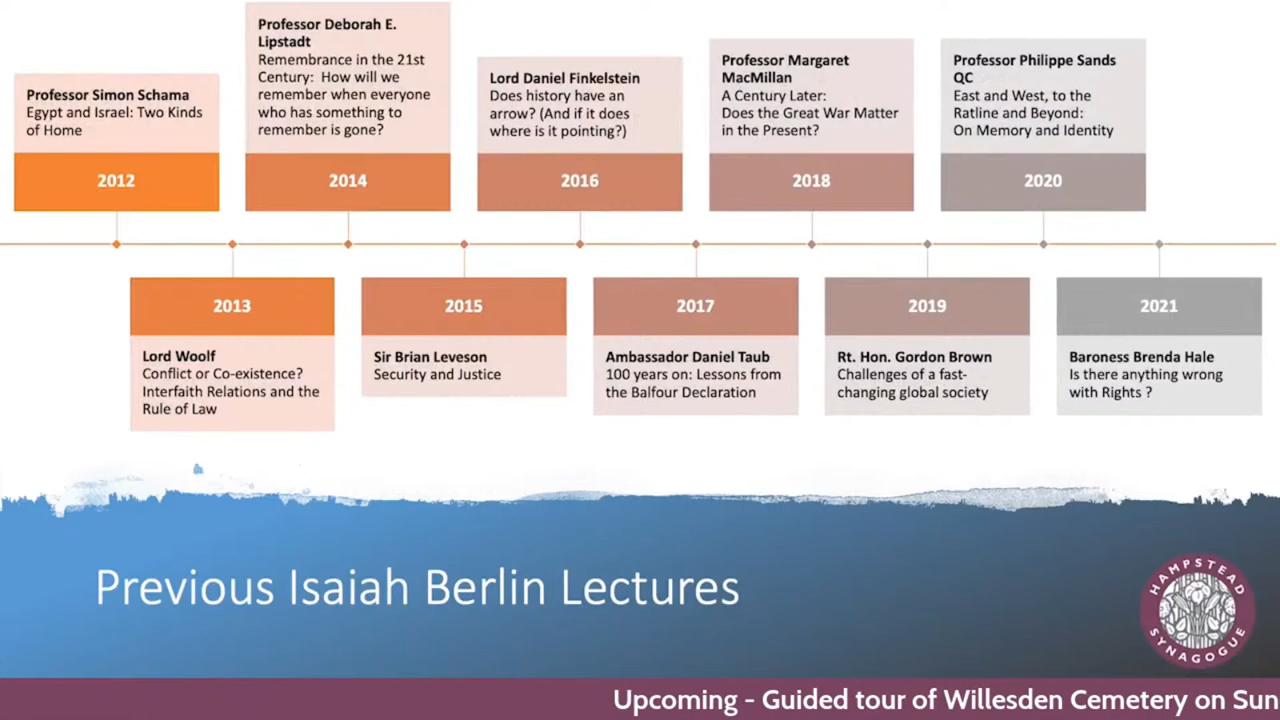 Professor Simon Schama
Egypt and Israel: Two Kinds
of Home
2012
Professor Deborah E.
Lipstadt
Remembrance in the 21st
Century: How will we
remember when everyone
who has something to
remember is gone?
2014
Lord Daniel Finkelstein
Does history have an
arrow? (And if it does
where is it pointing?)
2016
Professor Margaret
MacMillan
A Century Later:
Does the Great War Matter
in the Present?
2018
Professor Philippe Sands
QC
East and West, to the
Ratline and Beyond:
On Memory and Identity
2020
2013
Lord Woolf
Conflict or Co-existence?
Interfaith Relations and the
Rule of Law
2015
Sir Brian Leveson
Security and Justice
2017
Ambassador Daniel Taub
100 years on: Lessons from
the Balfour Declaration
2019
Rt. Hon. Gordon Brown
Challenges of a fast-
changing global society
2021
Baroness Brenda Hale
Is there anything wrong
with Rights ?
Previous Isaiah Berlin Lectures
HAMPSTEAD
SYNAGOGUE
Upcoming - Guided tour of Willesden Cemetery on Sun